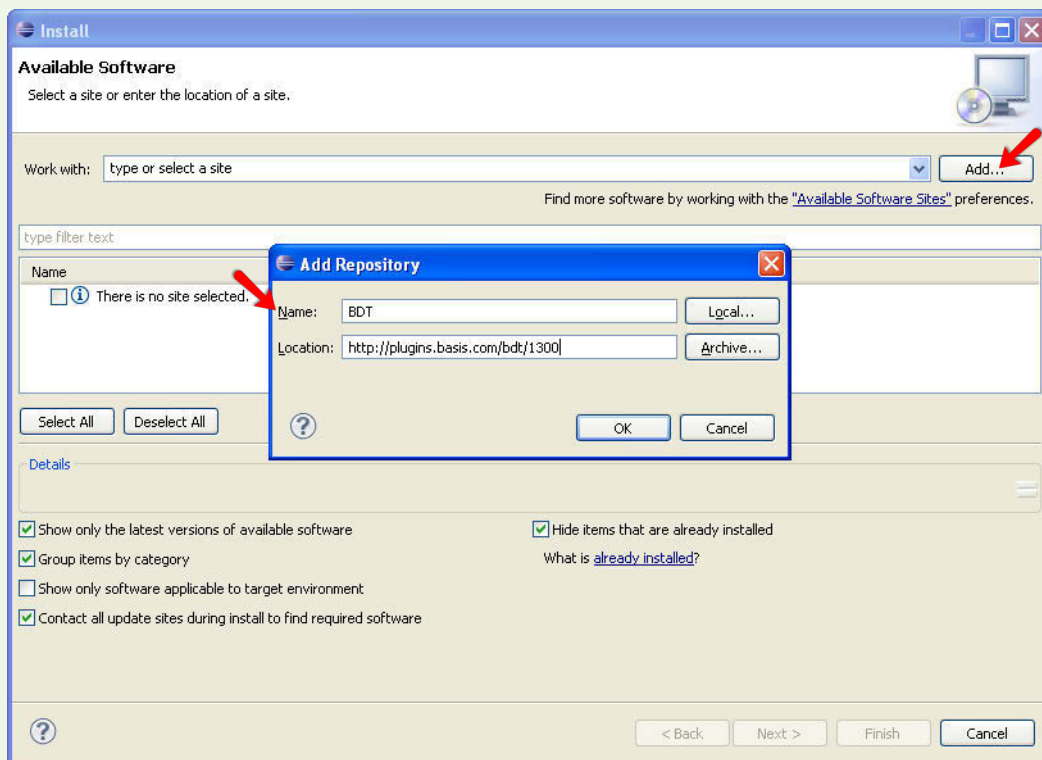 Install
Available Software
Select a site or enter the location of a site.
Work with: type or select a site Add...
Find more software by working with the "Available Software Sites" preferences.
type filter text
Name
There is no site selected.
Add Repository
Name: BDT Local...
Location: http://plugins.basis.com/bdt/1300 Archive...
OK Cancel
Select All Deselect All
Details
Show only the latest versions of available software Hide items that are already installed
Group items by category What is already installed?
Show only software applicable to target environment
Contact all update sites during install to find required software
< Back Next > Finish Cancel